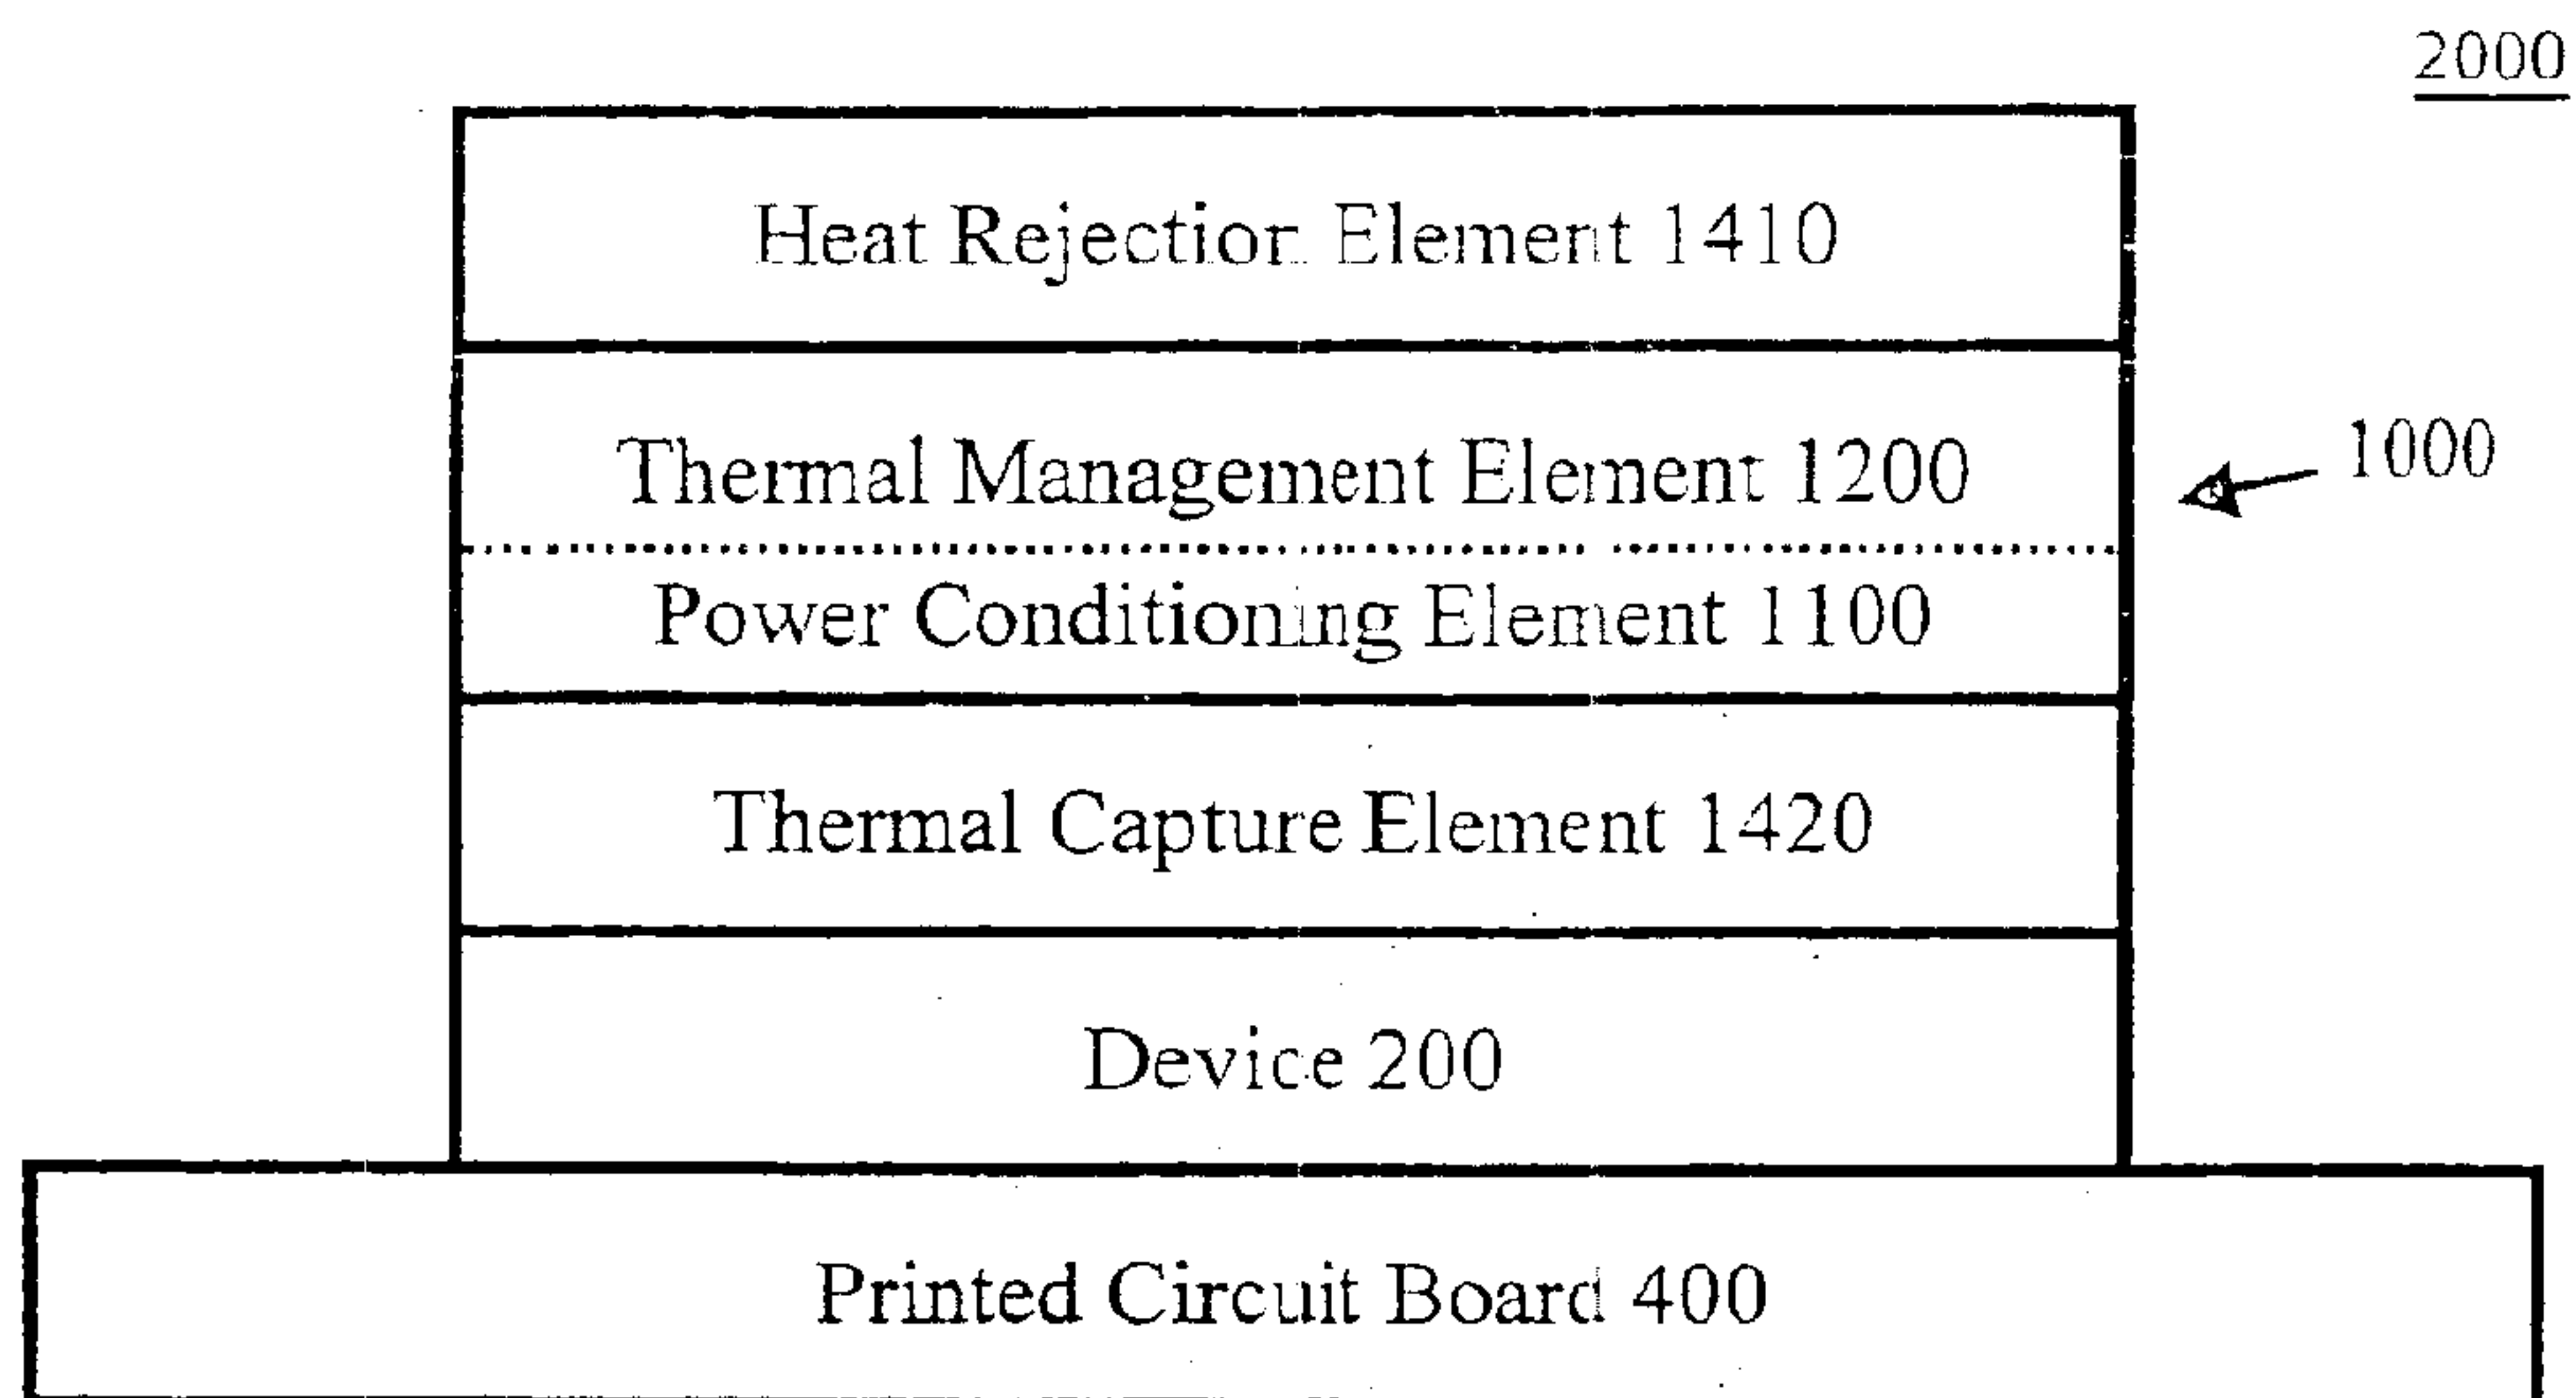 2000
Heat Rejection Element 1410
Thermal Management Element 1200
1000
Power Conditioning Element 1100
Thermal Capture Element 1420
Device 200
Printed Circuit Board 400